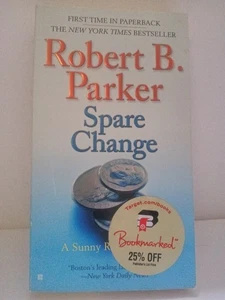 FIRST TIME IN PAPERBACK
THE NEW YORK TIMES BESTSELLER
Robert B.
Parker
Spare
Change
Target.com/books
Bookmarked
25% OFF
A Sunny R
"Boston's leading
—New York Daily News